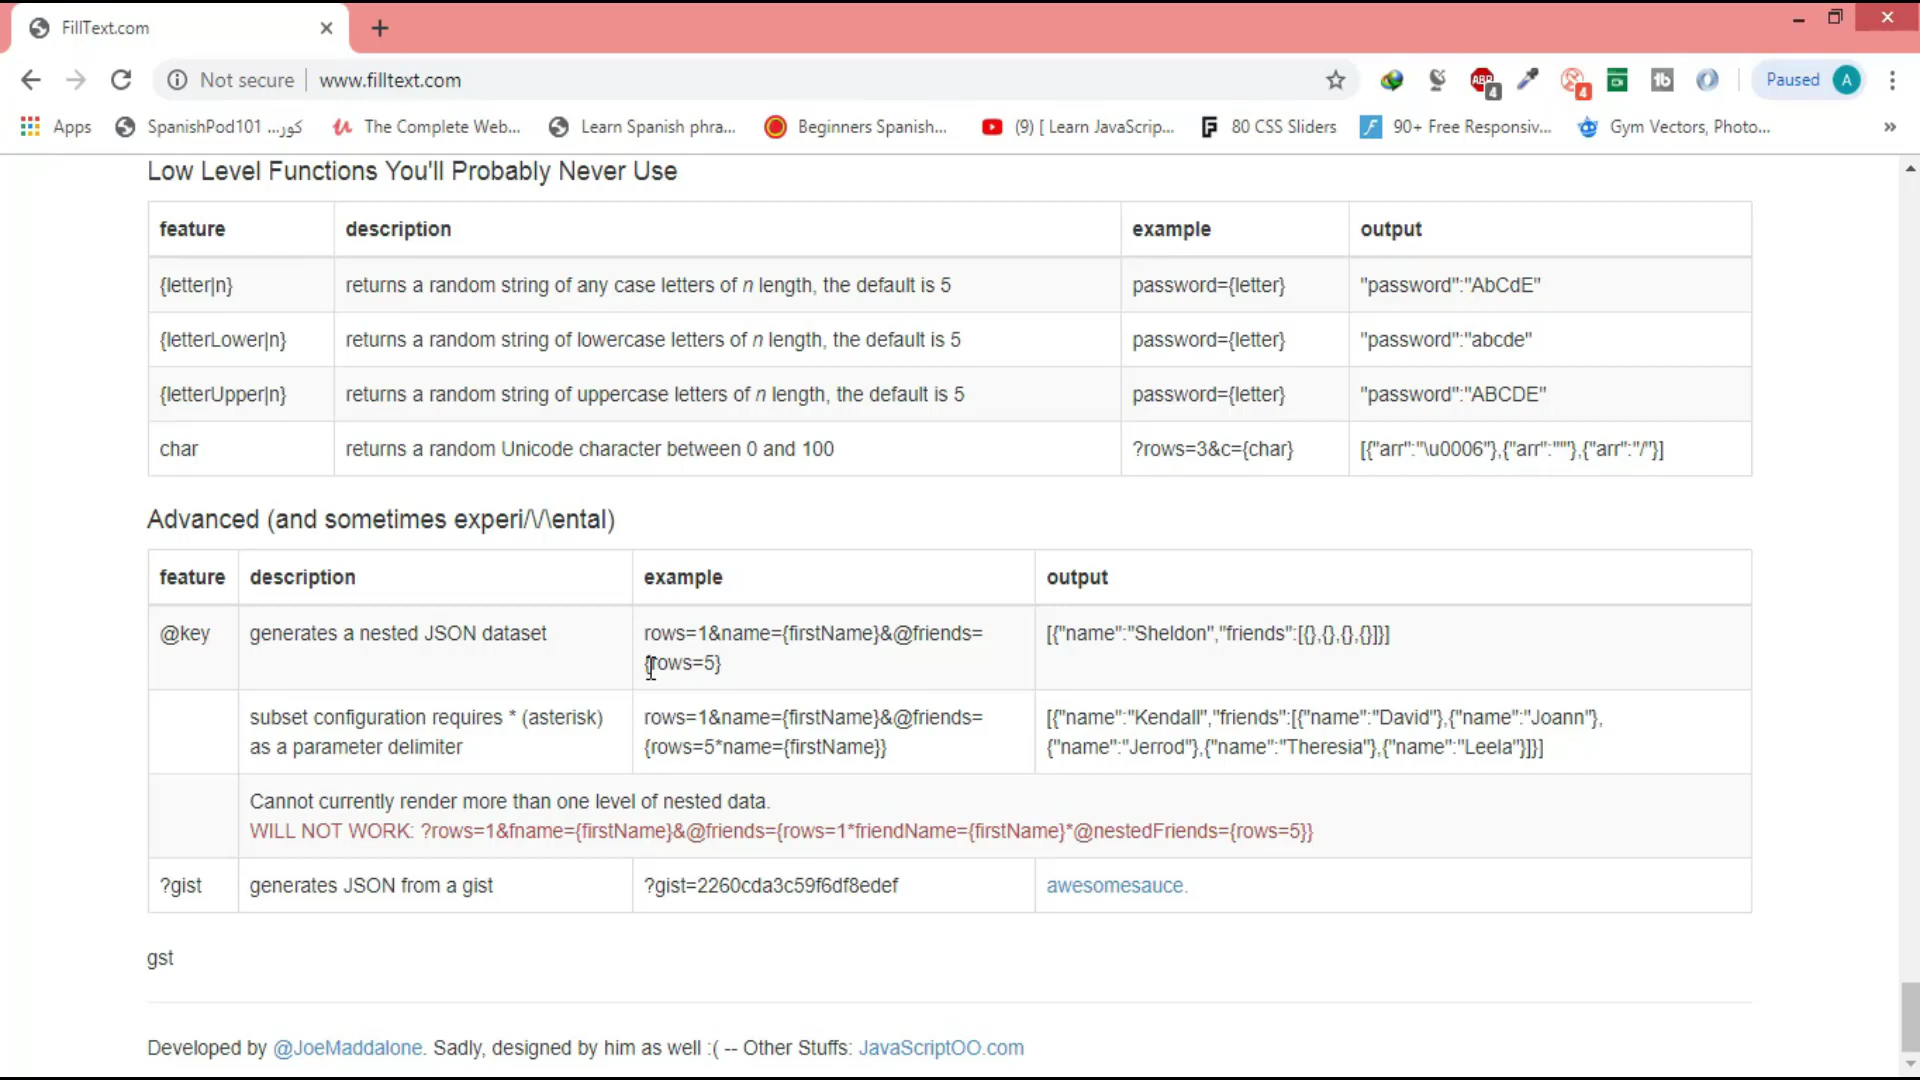 FillText.com
Not secure
www.filltext.com
ABP 4
4
Paused A
Apps
SpanishPod101 ...کور
The Complete Web...
Learn Spanish phra...
Beginners Spanish...
(9) [ Learn JavaScrip...
80 CSS Sliders
90+ Free Responsiv...
Gym Vectors, Photo...
Low Level Functions You'll Probably Never Use
feature description example output
{letter|n} returns a random string of any case letters of n length, the default is 5 password={letter} "password":"AbCdE"
{letterLower|n} returns a random string of lowercase letters of n length, the default is 5 password={letter} "password":"abcde"
{letterUpper|n} returns a random string of uppercase letters of n length, the default is 5 password={letter} "password":"ABCDE"
char returns a random Unicode character between 0 and 100 ?rows=3&c={char} [{"arr":"\u0006"},{"arr":""'},{"arr":"/"}]
Advanced (and sometimes experi/\/\ental)
feature description example output
@key generates a nested JSON dataset rows=1&name={firstName}&@friends= [{"name":"Sheldon","friends":[{},{},{},{}]}]
{rows=5}
subset configuration requires * (asterisk) rows=1&name={firstName}&@friends= [{"name":"Kendall","friends":[{"name":"David"},{"name":"Joann"},
as a parameter delimiter {rows=5*name={firstName}} {"name":"Jerrod"},{"name":"Theresia"},{"name":"Leela"}]}]
Cannot currently render more than one level of nested data.
WILL NOT WORK: ?rows=1&fname={firstName}&@friends={rows=1*friendName={firstName}*@nestedFriends={rows=5}}
?gist generates JSON from a gist ?gist=2260cda3c59f6df8edef awesomesauce.
gst
Developed by @JoeMaddalone. Sadly, designed by him as well :( -- Other Stuffs: JavaScriptOO.com